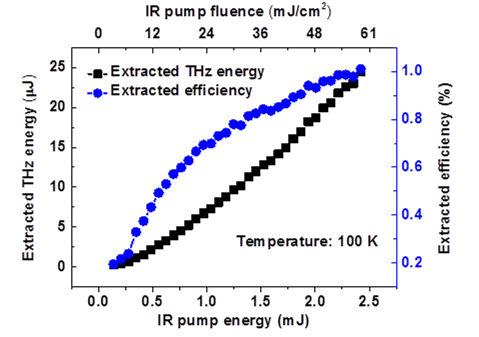 IR pump fluence (mJ/cm²)
0 12 24 36 48 61
Extracted THz energy
Extracted efficiency
Extracted THz energy (μJ)
25
20
15
10
5
0
1.0
0.8
0.6
0.4
0.2
Extracted efficiency (%)
Temperature: 100 K
0.0 0.5 1.0 1.5 2.0 2.5
IR pump energy (mJ)